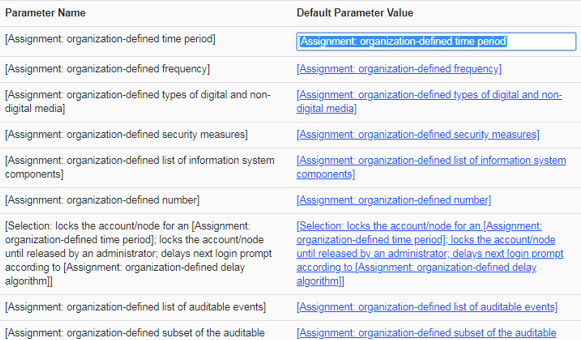 Parameter Name
Default Parameter Value
[Assignment: organization-defined time period]
[Assignment: organization-defined time period]
[Assignment: organization-defined frequency]
[Assignment: organization-defined frequency]
[Assignment: organization-defined types of digital and non-
digital media]
[Assignment: organization-defined types of digital and non-
digital media]
[Assignment: organization-defined security measures]
[Assignment: organization-defined security measures]
[Assignment: organization-defined list of information system
components]
[Assignment: organization-defined list of information system
components]
[Assignment: organization-defined number]
[Assignment: organization-defined number]
[Selection: locks the account/node for an [Assignment:
organization-defined time period]; locks the account/node
until released by an administrator; delays next login prompt
according to [Assignment: organization-defined delay
algorithm]]
[Selection: locks the account/node for an [Assignment:
organization-defined time period]; locks the account/node
until released by an administrator; delays next login prompt
according to [Assignment: organization-defined delay
algorithm]]
[Assignment: organization-defined list of auditable events]
[Assignment: organization-defined list of auditable events]
[Assignment: organization-defined subset of the auditable
[Assignment: organization-defined subset of the auditable